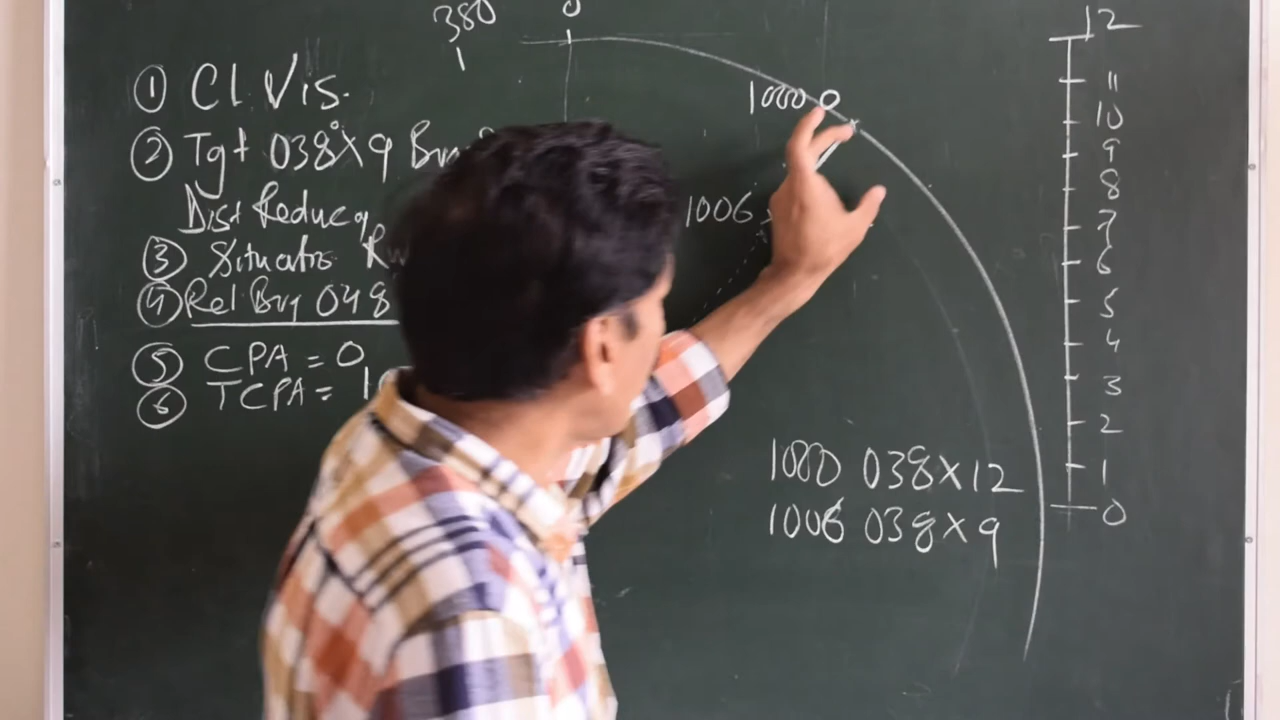 380 0
① Cl. Vis.
② Tgt 038°X9
Dist Reducg
③ Situatn
④ Rel Brg 048
⑤ CPA = 0
⑥ TCPA =
1000 O
1006
1000 038X12
1006 038X9
12
11
10
9
8
7
6
5
4
3
2
1
0